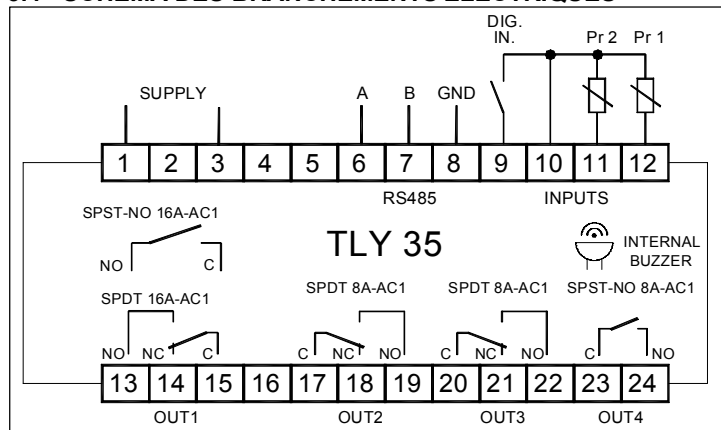 DIG.
IN.
Pr 2 Pr 1
SUPPLY A B GND
1 2 3 4 5 6 7 8 9 10 11 12
RS485 INPUTS
SPST-NO 16A-AC1
TLY 35
INTERNAL
BUZZER
NO C
SPDT 16A-AC1 SPDT 8A-AC1 SPDT 8A-AC1 SPST-NO 8A-AC1
NO NC C C NC NO C NC NO C NO
13 14 15 16 17 18 19 20 21 22 23 24
OUT1 OUT2 OUT3 OUT4